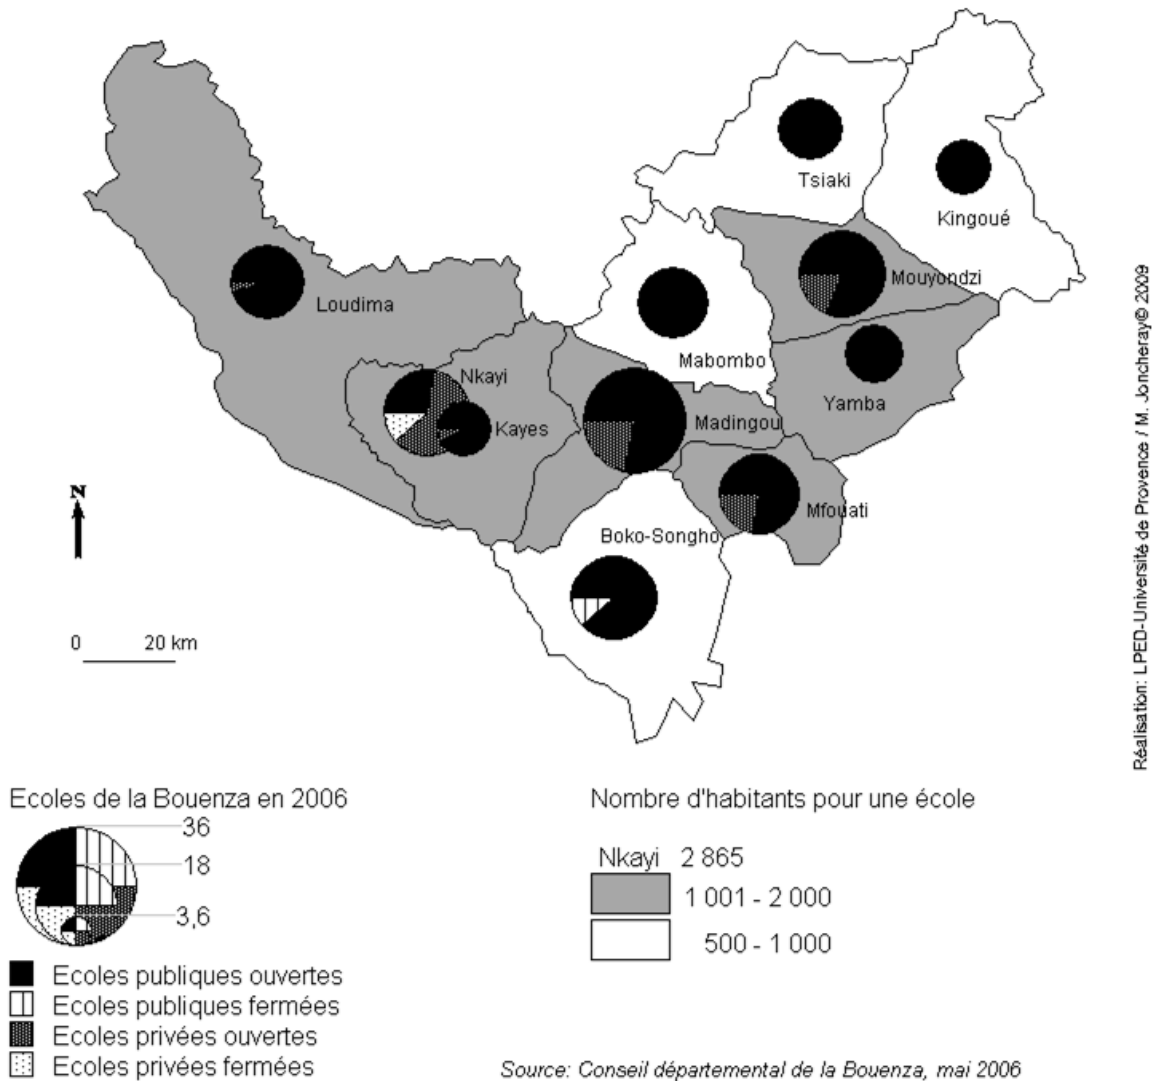 Tsiaki
Kingoué
Mouyondzi
Loudima
Mabombo
Nkayi
Yamba
Kayes
Madingou
Mfouati
Boko-Songho
N
0 20 km
Réalisation: LPED-Université de Provence / M. Joncheray© 2009
Ecoles de la Bouenza en 2006
36
18
3,6
Ecoles publiques ouvertes
Ecoles publiques fermées
Ecoles privées ouvertes
Ecoles privées fermées
Nombre d'habitants pour une école
Nkayi 2 865
1 001 - 2 000
500 - 1 000
Source: Conseil départemental de la Bouenza, mai 2006